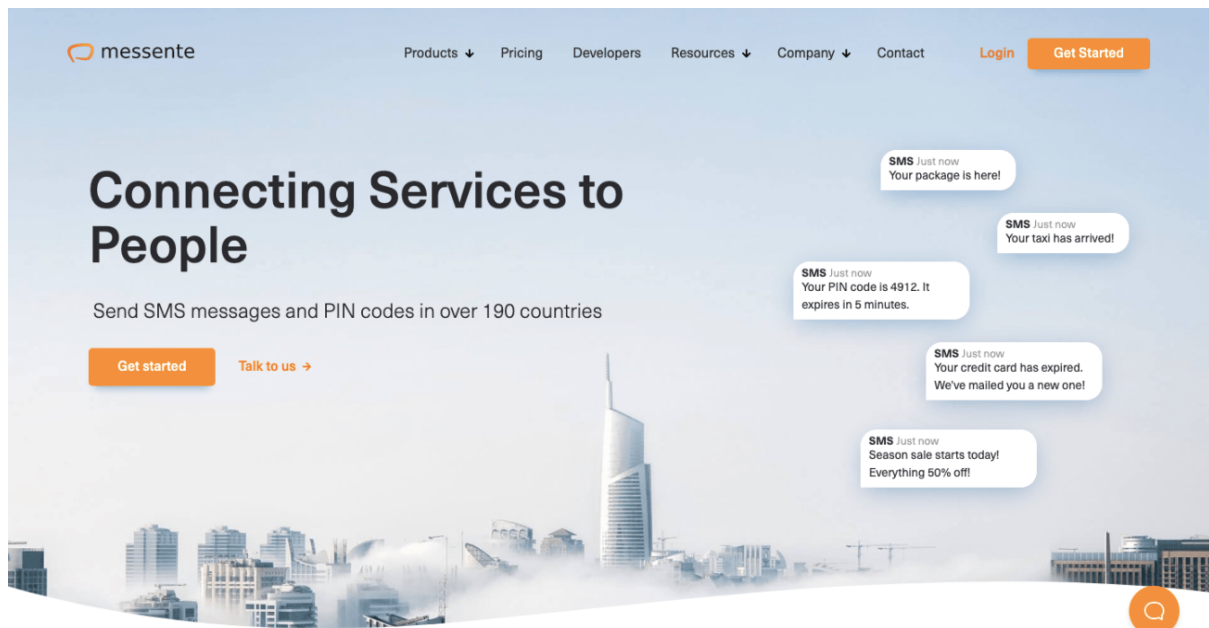 messente
Products
Pricing
Developers
Resources
Company
Contact
Login
Get Started
Connecting Services to
People
Send SMS messages and PIN codes in over 190 countries
Get started
Talk to us →
SMS Just now
Your package is here!
SMS Just now
Your taxi has arrived!
SMS Just now
Your PIN code is 4912. It
expires in 5 minutes.
SMS Just now
Your credit card has expired.
We've mailed you a new one!
SMS Just now
Season sale starts today!
Everything 50% off!